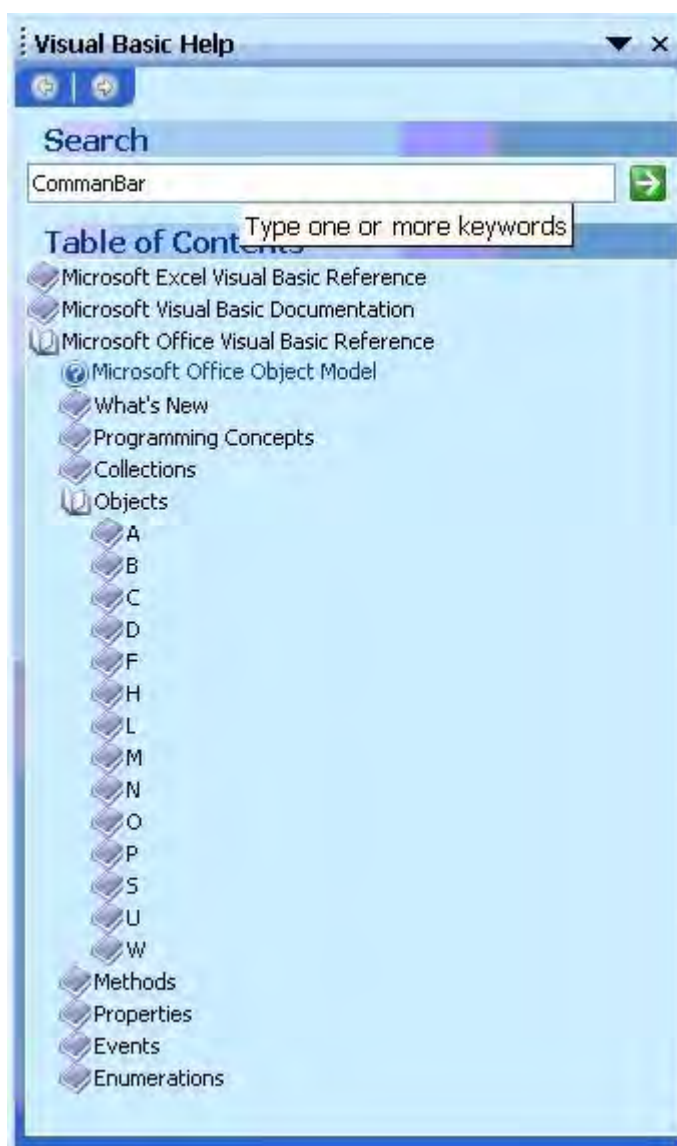 Visual Basic Help
Search
CommanBar
Type one or more keywords
Table of Contents
Microsoft Excel Visual Basic Reference
Microsoft Visual Basic Documentation
Microsoft Office Visual Basic Reference
Microsoft Office Object Model
What's New
Programming Concepts
Collections
Objects
A
B
C
D
F
H
L
M
N
O
P
S
U
W
Methods
Properties
Events
Enumerations